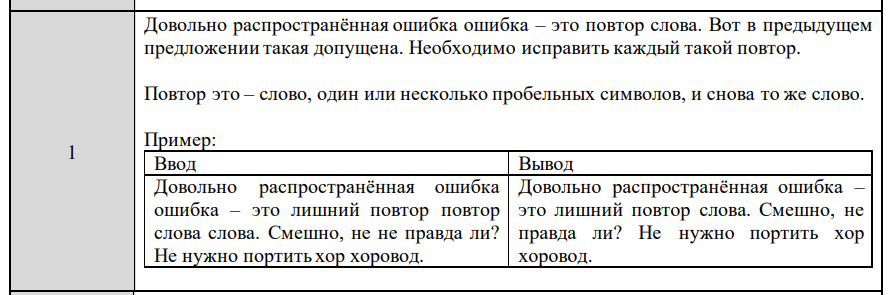 1
Довольно распространённая ошибка ошибка – это повтор слова. Вот в предыдущем
предложении такая допущена. Необходимо исправить каждый такой повтор.
Повтор это – слово, один или несколько пробельных символов, и снова то же слово.
Пример:
Ввод
Вывод
Довольно распространённая ошибка
ошибка – это лишний повтор повтор
слова слова. Смешно, не не правда ли?
Не нужно портить хор хоровод.
Довольно распространённая ошибка –
это лишний повтор слова. Смешно, не
правда ли? Не нужно портить хор
хоровод.